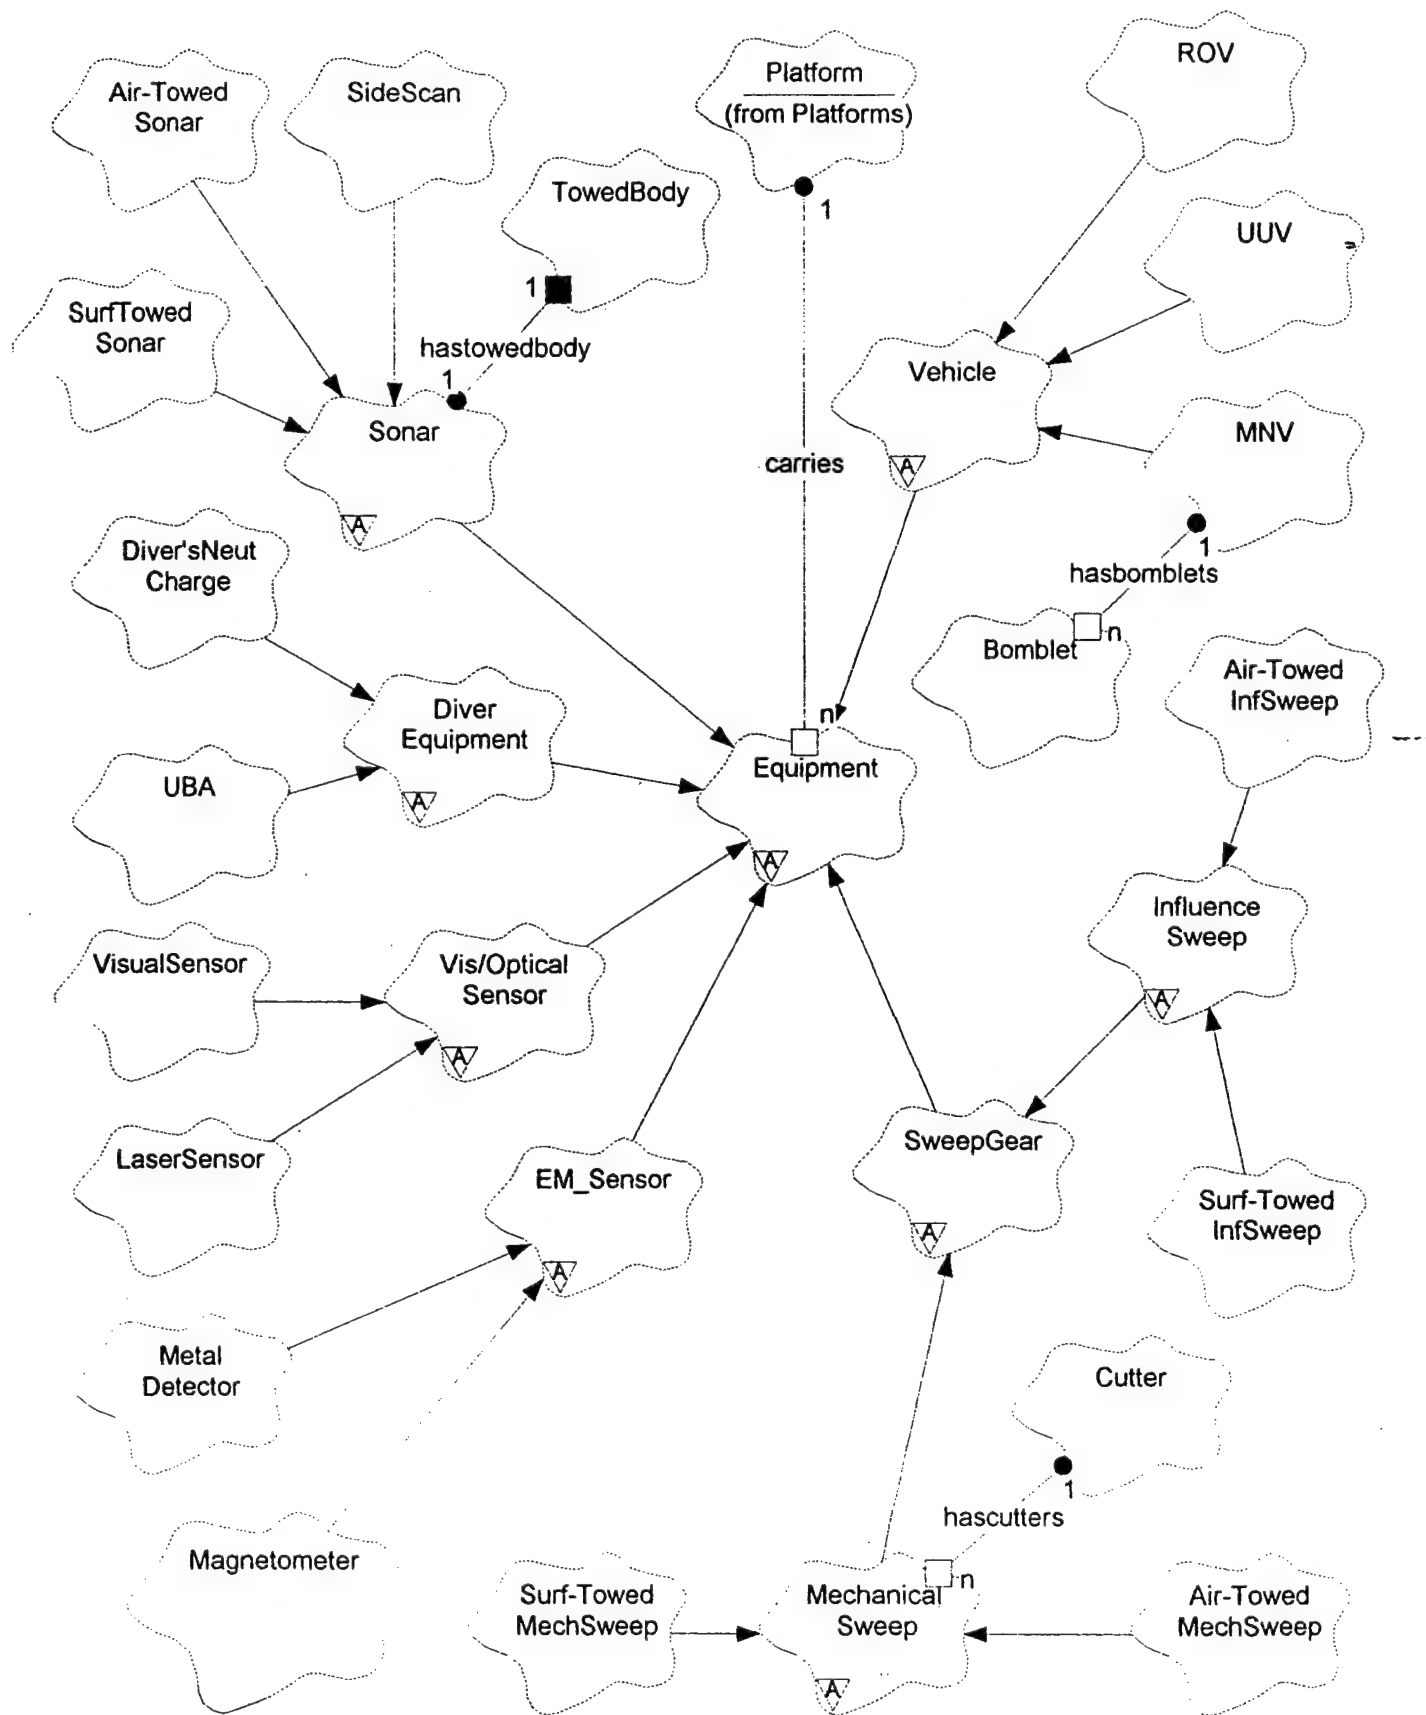 ROV
Platform
(from Platforms)
Air-Towed
Sonar
SideScan
TowedBody
1
UUV
1
SurfTowed
Sonar
hastowedbody
1
Sonar
A
Vehicle
A
MNV
1
carries
hasbomblets
Diver'sNeut
Charge
Bomblet
n
Air-Towed
InfSweep
Diver
Equipment
A
n
Equipment
A
UBA
Influence
Sweep
A
VisualSensor
Vis/Optical
Sensor
A
LaserSensor
EM_Sensor
A
SweepGear
A
Surf-Towed
InfSweep
Metal
Detector
Cutter
1
hascutters
Magnetometer
Surf-Towed
MechSweep
Mechanical
Sweep
n
A
Air-Towed
MechSweep